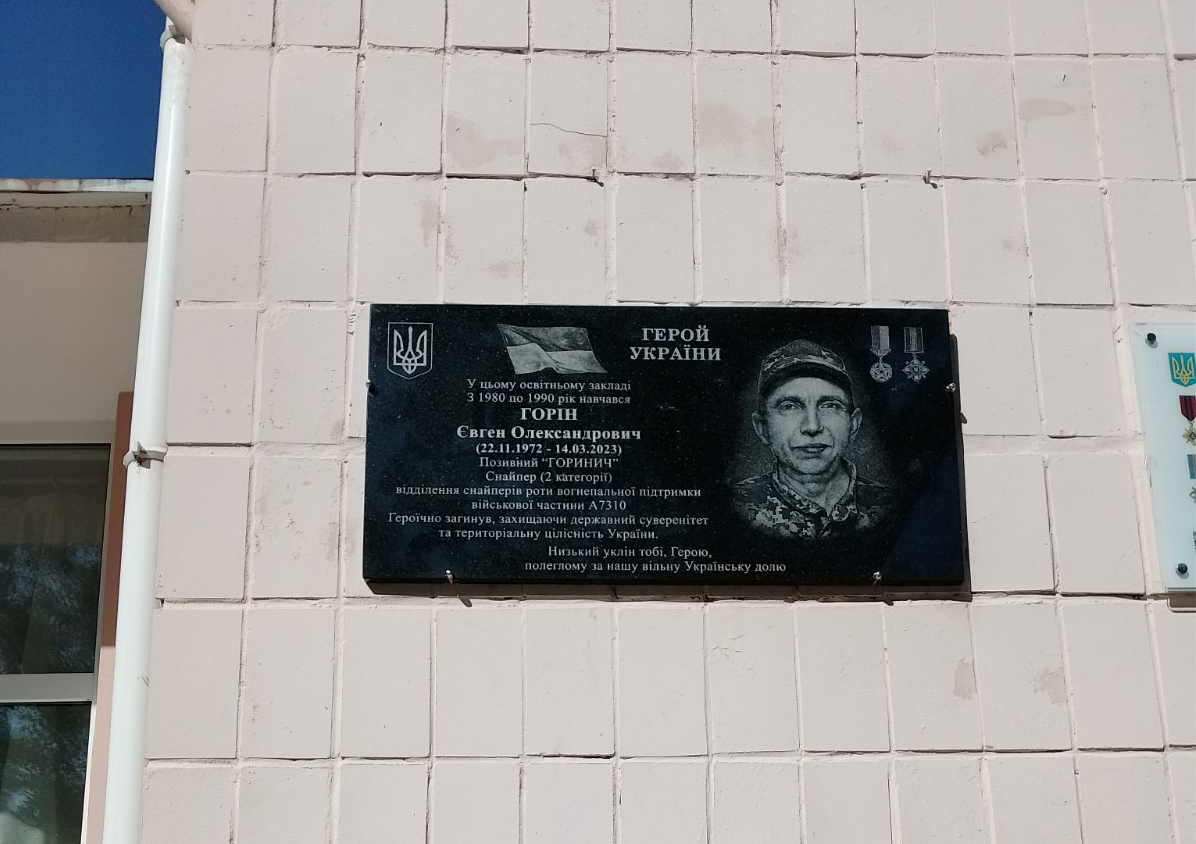 ГЕРОЙ
УКРАЇНИ
У цьому освітньому закладі
З 1980 по 1990 рік навчався
ГОРІН
Євген Олександрович
(22.11.1972 - 14.03.2023)
Позивний "ГОРИНИЧ"
Снайпер (2 категорії)
відділення снайперів роти вогнепальної підтримки
військової частини А7310
Героїчно загинув, захищаючи державний суверенітет
та територіальну цілісність України.
Низький уклін тобі, Герою,
полеглому за нашу вільну Українську долю